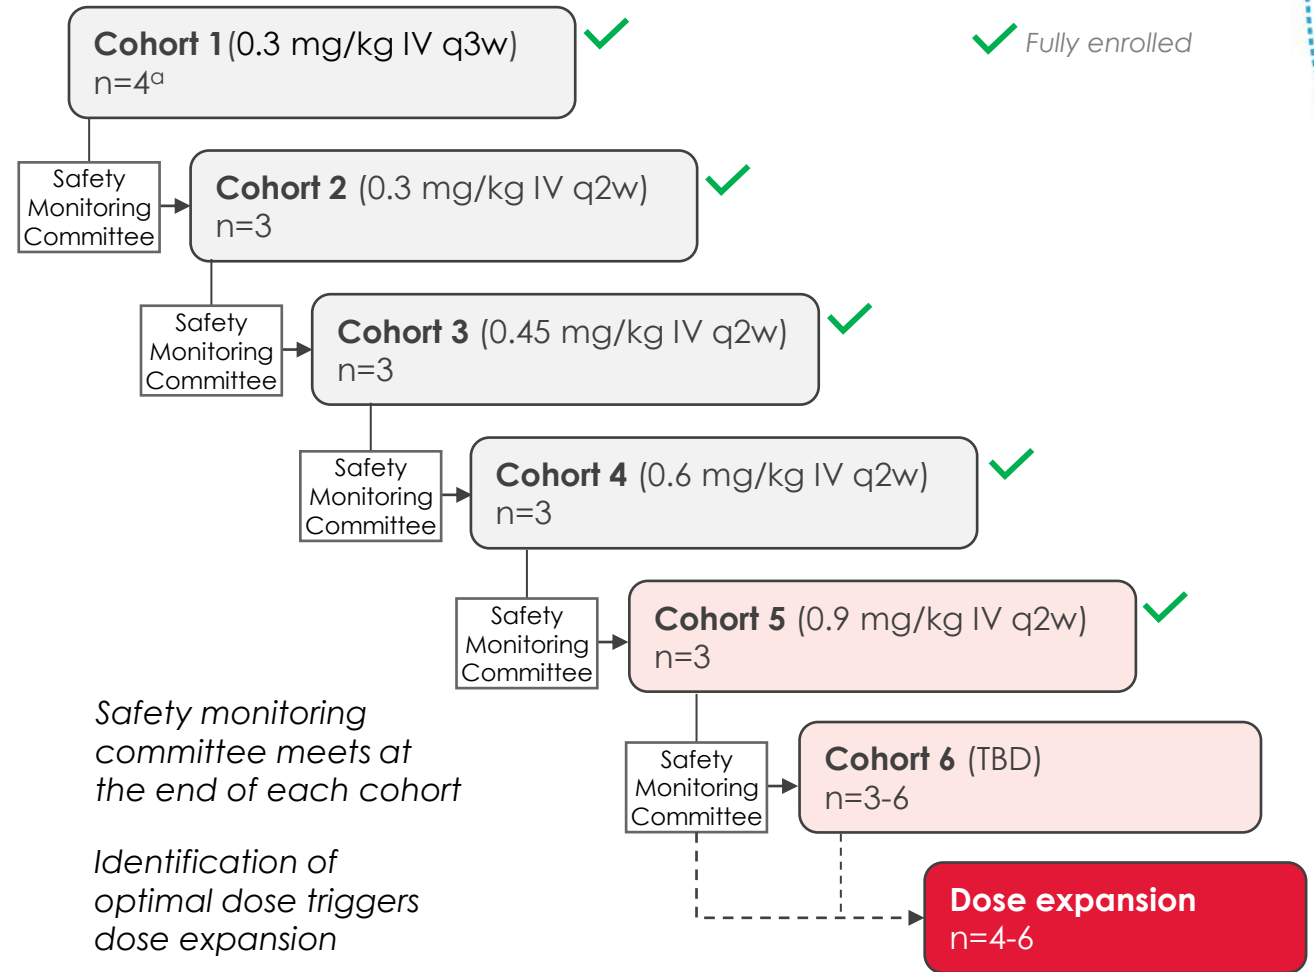 Cohort 1(0.3 mg/kg IV q3w)
n=4ᵃ
Fully enrolled
Safety
Monitoring
Committee
Cohort 2 (0.3 mg/kg IV q2w)
n=3
Safety
Monitoring
Committee
Cohort 3 (0.45 mg/kg IV q2w)
n=3
Safety
Monitoring
Committee
Cohort 4 (0.6 mg/kg IV q2w)
n=3
Safety
Monitoring
Committee
Cohort 5 (0.9 mg/kg IV q2w)
n=3
Safety monitoring
committee meets at
the end of each cohort
Safety
Monitoring
Committee
Cohort 6 (TBD)
n=3-6
Identification of
optimal dose triggers
dose expansion
Dose expansion
n=4-6